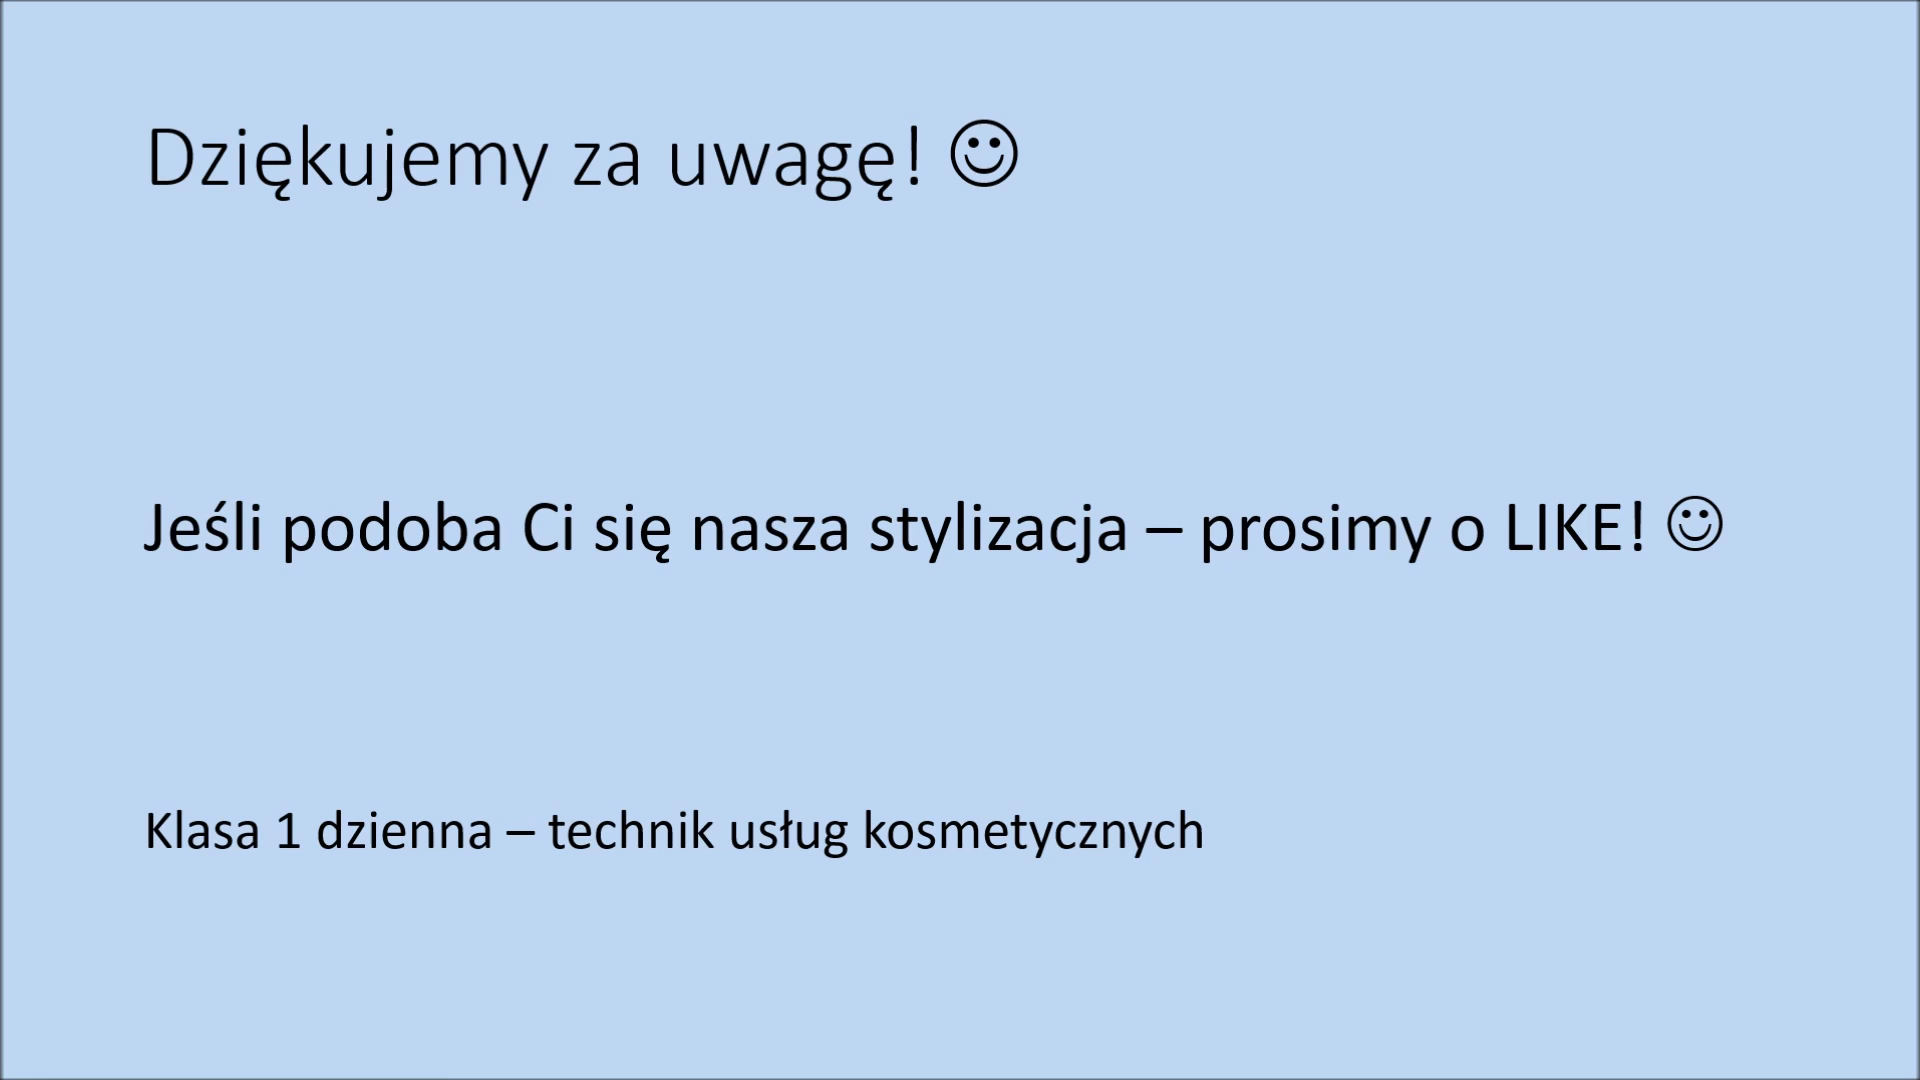 Dziękujemy za uwagę! ☺
Jeśli podoba Ci się nasza stylizacja – prosimy o LIKE! ☺
Klasa 1 dzienna – technik usług kosmetycznych